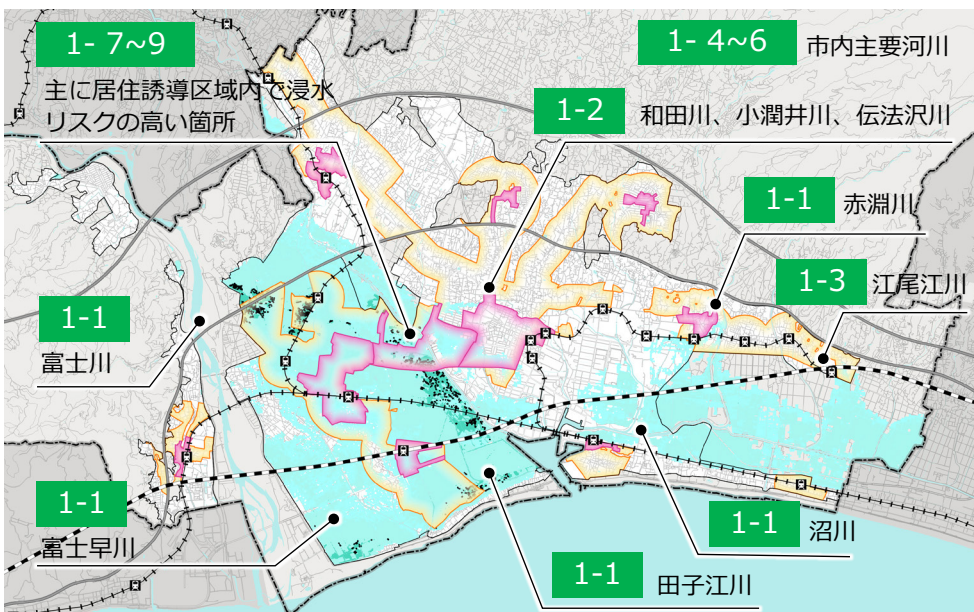 1- 7~9
主に居住誘導区域内で浸水
リスクの高い箇所
1- 4~6 市内主要河川
1-2 和田川、小潤井川、伝法沢川
1-1 赤淵川
1-3 江尾江川
1-1
富士川
1-1
富士早川
1-1 沼川
1-1 田子江川